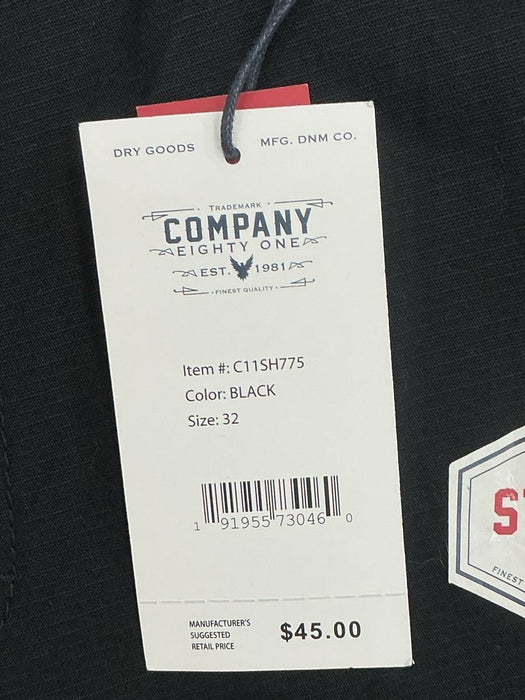 DRY GOODS MFG. DNM CO.
TRADEMARK
COMPANY
EIGHTY ONE
EST. 1981
FINEST QUALITY
Item #: C11SH775
Color: BLACK
Size: 32
1 91955 73046 0
MANUFACTURER'S
SUGGESTED
RETAIL PRICE
$45.00
FINEST